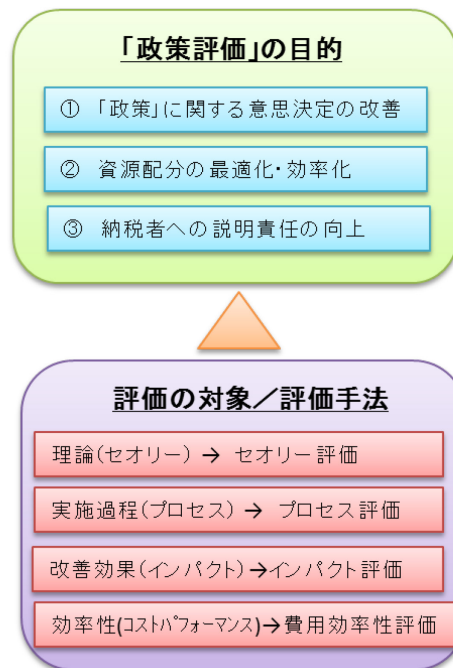 「政策評価」の目的
① 「政策」に関する意思決定の改善
② 資源配分の最適化・効率化
③ 納税者への説明責任の向上
評価の対象／評価手法
理論(セオリー) → セオリー評価
実施過程(プロセス) → プロセス評価
改善効果(インパクト)→インパクト評価
効率性(ｺｽﾄﾊﾟﾌｫｰﾏﾝｽ)→費用効率性評価